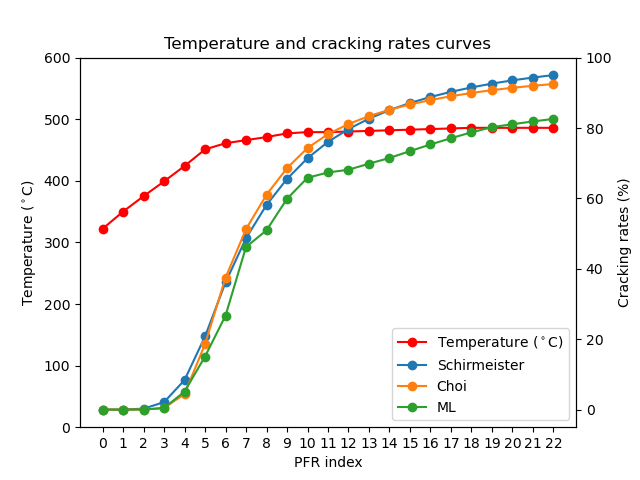 Temperature and cracking rates curves
600
500
400
300
200
100
0
Temperature (°C)
100
80
60
40
20
0
Cracking rates (%)
Temperature (°C)
Schirmeister
Choi
ML
0 1 2 3 4 5 6 7 8 9 10 11 12 13 14 15 16 17 18 19 20 21 22
PFR index